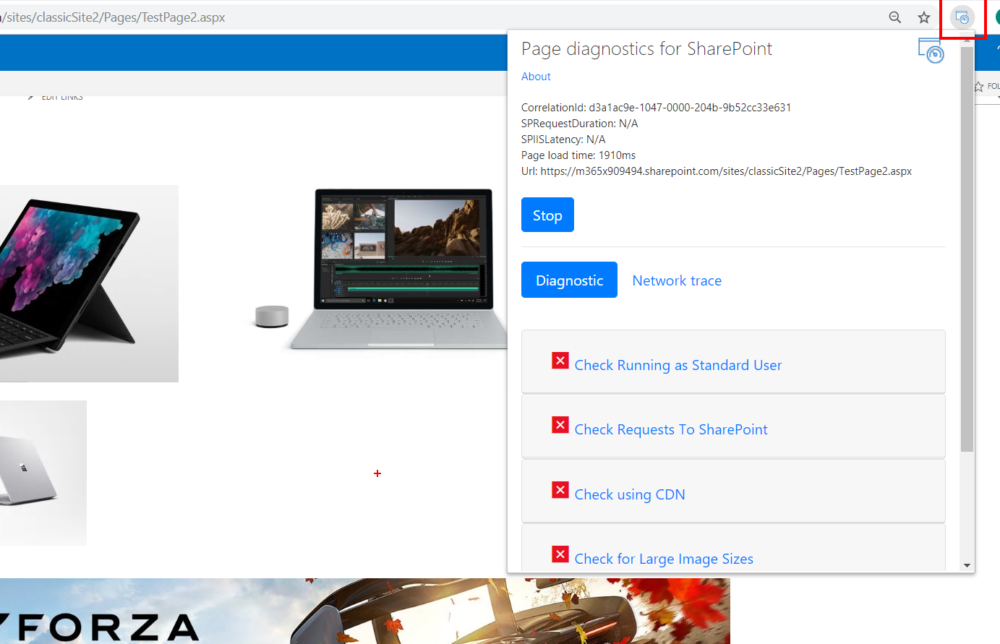 /sites/classicSite2/Pages/TestPage2.aspx
Page diagnostics for SharePoint
About
EDIT LINKS
FOL
CorrelationId: d3a1ac9e-1047-0000-204b-9b52cc33e631
SPRequestDuration: N/A
SPIISLatency: N/A
Page load time: 1910ms
Url: https://m365x909494.sharepoint.com/sites/classicSite2/Pages/TestPage2.aspx
Stop
Diagnostic Network trace
Check Running as Standard User
Check Requests To SharePoint
Check using CDN
Check for Large Image Sizes
FORZA